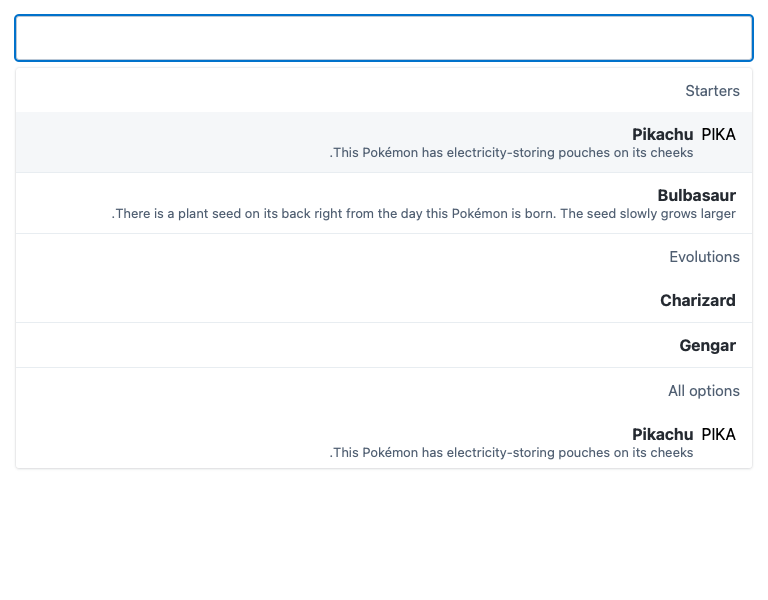 Starters
PIKA Pikachu
.This Pokémon has electricity-storing pouches on its cheeks
Bulbasaur
.There is a plant seed on its back right from the day this Pokémon is born. The seed slowly grows larger
Evolutions
Charizard
Gengar
All options
PIKA Pikachu
.This Pokémon has electricity-storing pouches on its cheeks